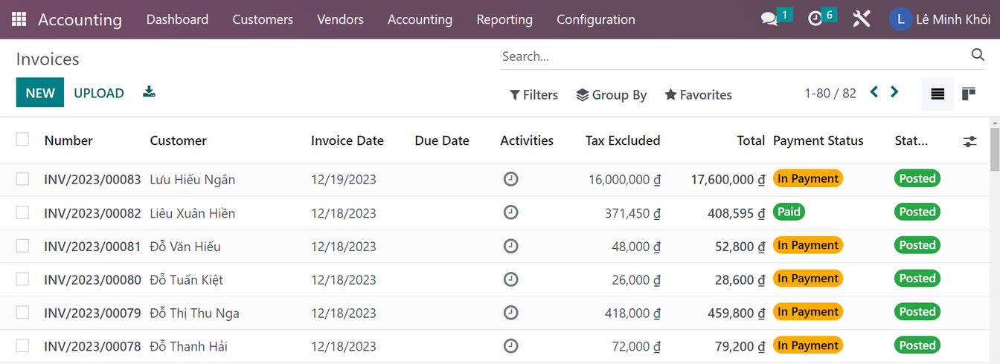 Accounting Dashboard Customers Vendors Accounting Reporting Configuration 1 6 L Lê Minh Khôi
Invoices Search...
NEW UPLOAD Filters Group By Favorites 1-80 / 82
Number Customer Invoice Date Due Date Activities Tax Excluded Total Payment Status Stat...
INV/2023/00083 Lưu Hiếu Ngân 12/19/2023 16,000,000 ₫ 17,600,000 ₫ In Payment Posted
INV/2023/00082 Liêu Xuân Hiền 12/18/2023 371,450 ₫ 408,595 ₫ Paid Posted
INV/2023/00081 Đỗ Văn Hiếu 12/18/2023 48,000 ₫ 52,800 ₫ In Payment Posted
INV/2023/00080 Đỗ Tuấn Kiệt 12/18/2023 26,000 ₫ 28,600 ₫ In Payment Posted
INV/2023/00079 Đỗ Thị Thu Nga 12/18/2023 418,000 ₫ 459,800 ₫ In Payment Posted
INV/2023/00078 Đỗ Thanh Hải 12/18/2023 72,000 ₫ 79,200 ₫ In Payment Posted